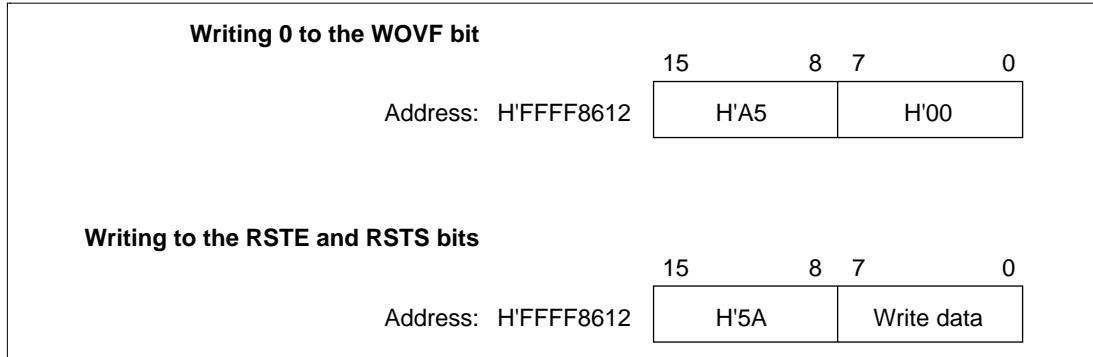 Writing 0 to the WOVF bit
15 8 7 0
Address: H'FFFF8612 H'A5 H'00
Writing to the RSTE and RSTS bits
15 8 7 0
Address: H'FFFF8612 H'5A Write data